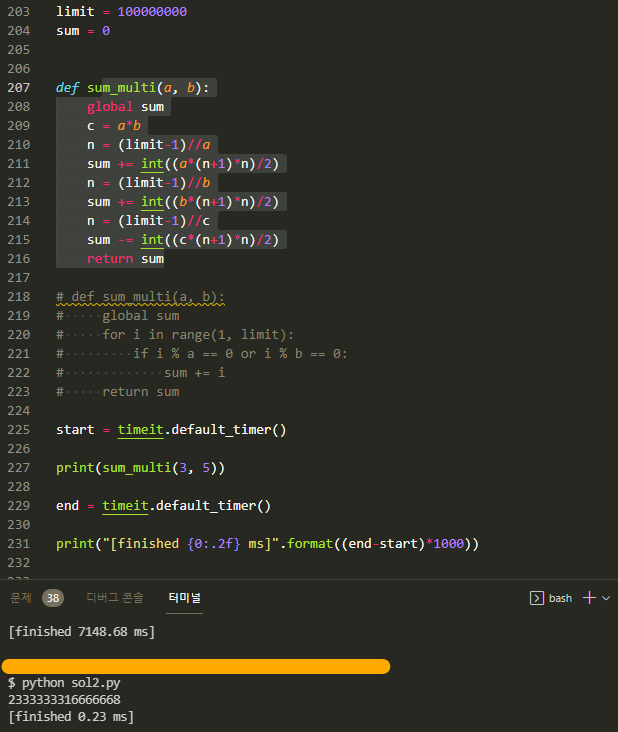 203 limit = 100000000
204 sum = 0
205
206
207 def sum_multi(a, b):
208     global sum
209     c = a*b
210     n = (limit-1)//a
211     sum += int((a*(n+1)*n)/2)
212     n = (limit-1)//b
213     sum += int((b*(n+1)*n)/2)
214     n = (limit-1)//c
215     sum -= int((c*(n+1)*n)/2)
216     return sum
217
218 # def sum_multi(a, b):
219 #     global sum
220 #     for i in range(1, limit):
221 #         if i % a == 0 or i % b == 0:
222 #             sum += i
223 #     return sum
224
225 start = timeit.default_timer()
226
227 print(sum_multi(3, 5))
228
229 end = timeit.default_timer()
230
231 print("[finished {0:.2f} ms]".format((end-start)*1000))
232
문제 38 디버그 콘솔 터미널 bash
[finished 7148.68 ms]
$ python sol2.py
2333333316666668
[finished 0.23 ms]